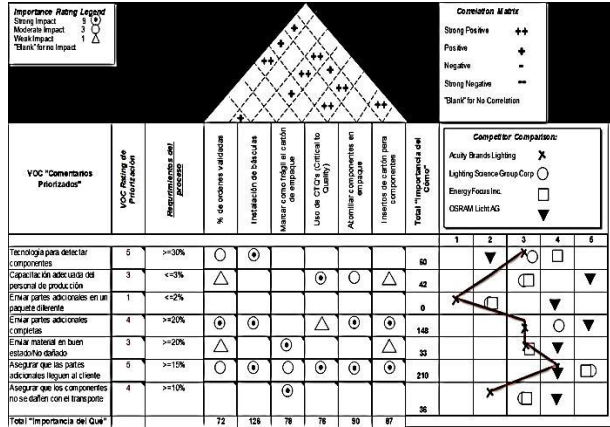 Importance Rating Legend
Strong Impact 9
Moderate Impact 3
Weak Impact 1
"Blank" for no Impact
Correlation Matrix
Strong Positive ++
Positive +
Negative -
Strong Negative --
"Blank" for No Correlation
VOC "Comentarios Priorizados"
VOC Rating de Priorización
Requrimientos del proceso
% de ordenes validadas
Instalación de básculas
Marcar como frágil el cartón de empaque
Uso de CTQ's (Critical to Quality)
Atornillar componentes en empaque
Insertos de cartón para componentes
Total "Importancia del Cómo"
Competitor Comparison:
Acuity Brands Lighting
Lighting Science Group Corp
Energy Focus Inc.
OSRAM Licht AG
1 2 3 4 5
Tecnología para detectar componentes 5 >=30% 60
Capacitación adecuada del personal de producción 3 <=3% 42
Enviar partes adicionales en un paquete diferente 1 <=2% 0
Enviar partes adicionales completas 4 >=20% 148
Enviar material en buen estado/No dañado 3 >=20% 33
Asegurar que las partes adicionales lleguen al cliente 5 >=15% 210
Asegurar que los componentes no se dañen con el transporte 4 >=10% 36
Total "Importancia del Qué" 72 126 78 76 90 87